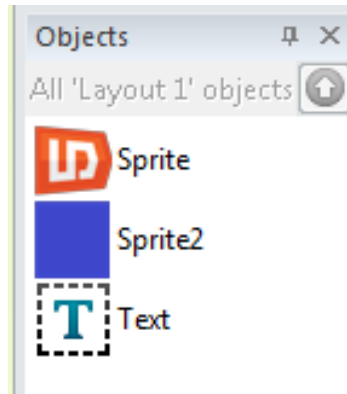 Objects
All 'Layout 1' objects
Sprite
Sprite2
T Text